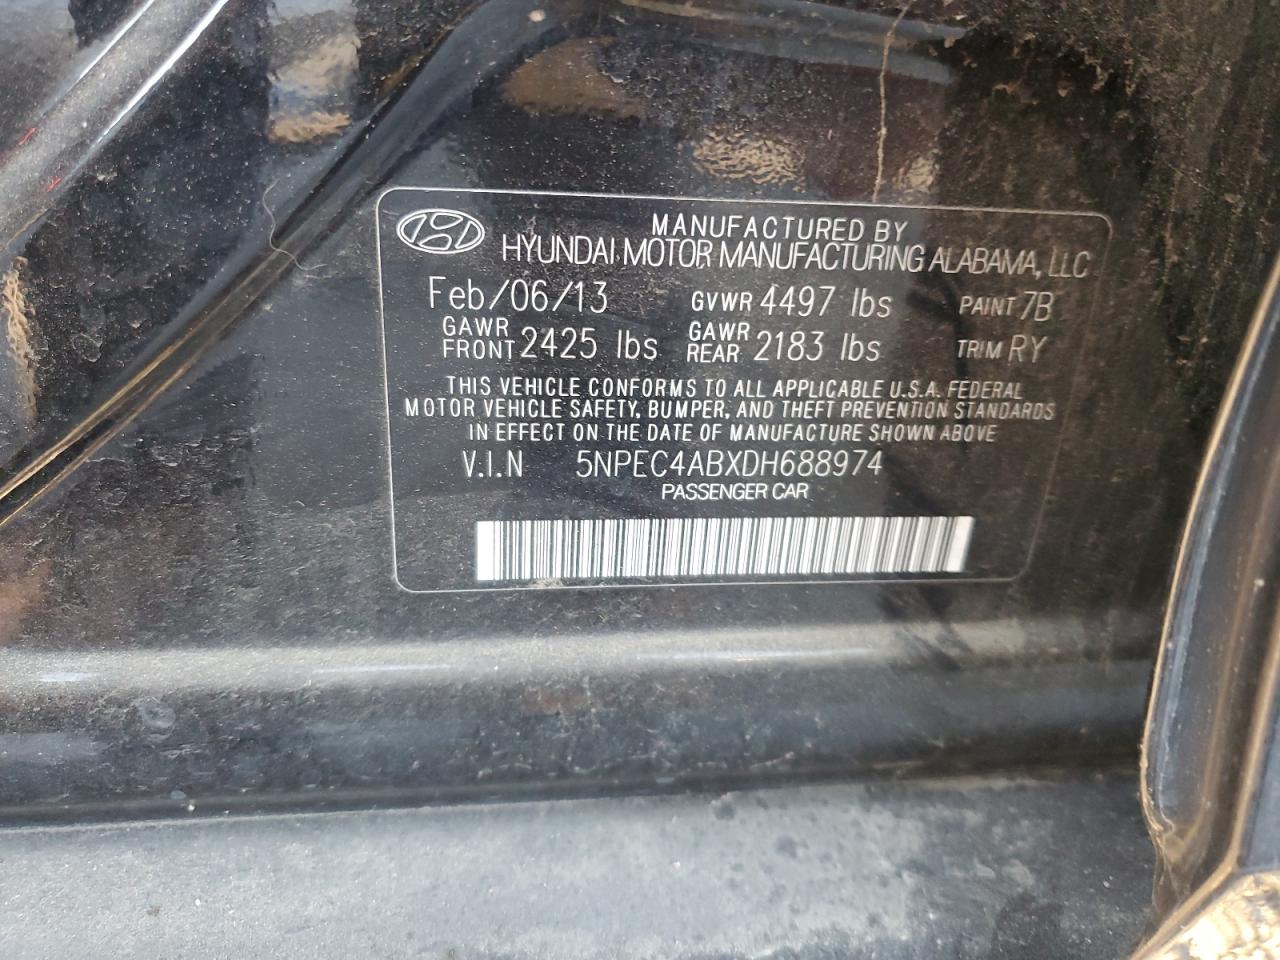 MANUFACTURED BY
HYUNDAI MOTOR MANUFACTURING ALABAMA, LLC
Feb/06/13 GVWR 4497 lbs PAINT 7B
GAWR FRONT 2425 lbs GAWR REAR 2183 lbs TRIM RY
THIS VEHICLE CONFORMS TO ALL APPLICABLE U.S.A. FEDERAL
MOTOR VEHICLE SAFETY, BUMPER, AND THEFT PREVENTION STANDARDS
IN EFFECT ON THE DATE OF MANUFACTURE SHOWN ABOVE
V.I.N 5NPEC4ABXDH688974
PASSENGER CAR